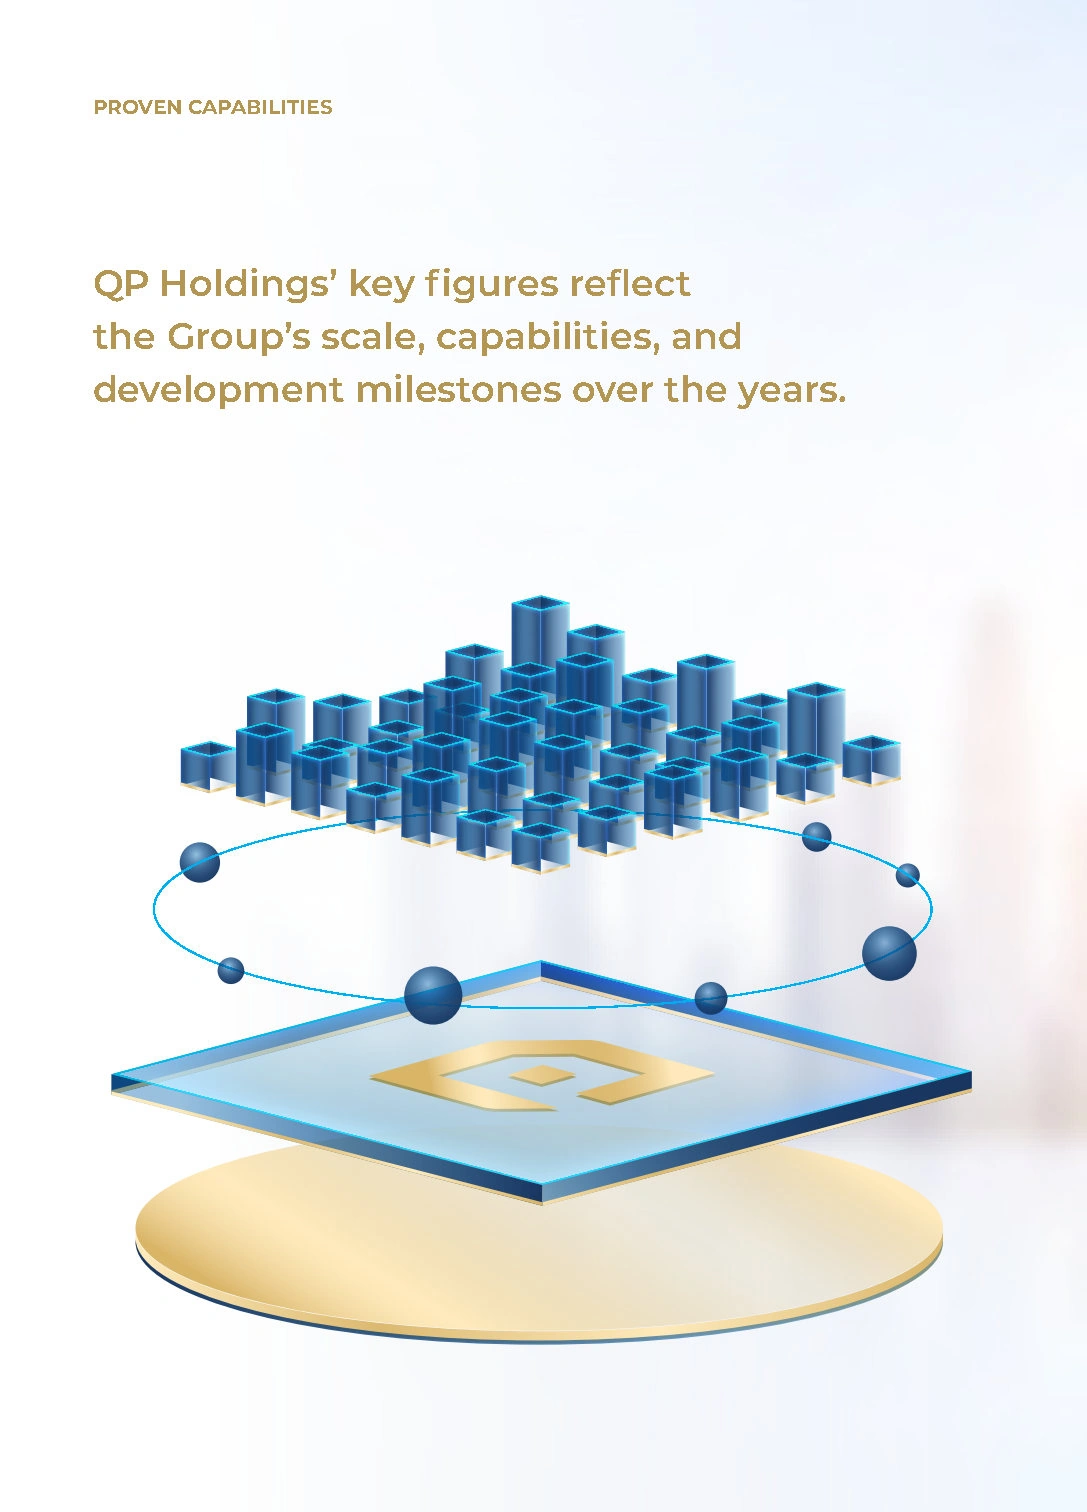 PROVEN CAPABILITIES
QP Holdings’ key figures reflect
the Group’s scale, capabilities, and
development milestones over the years.